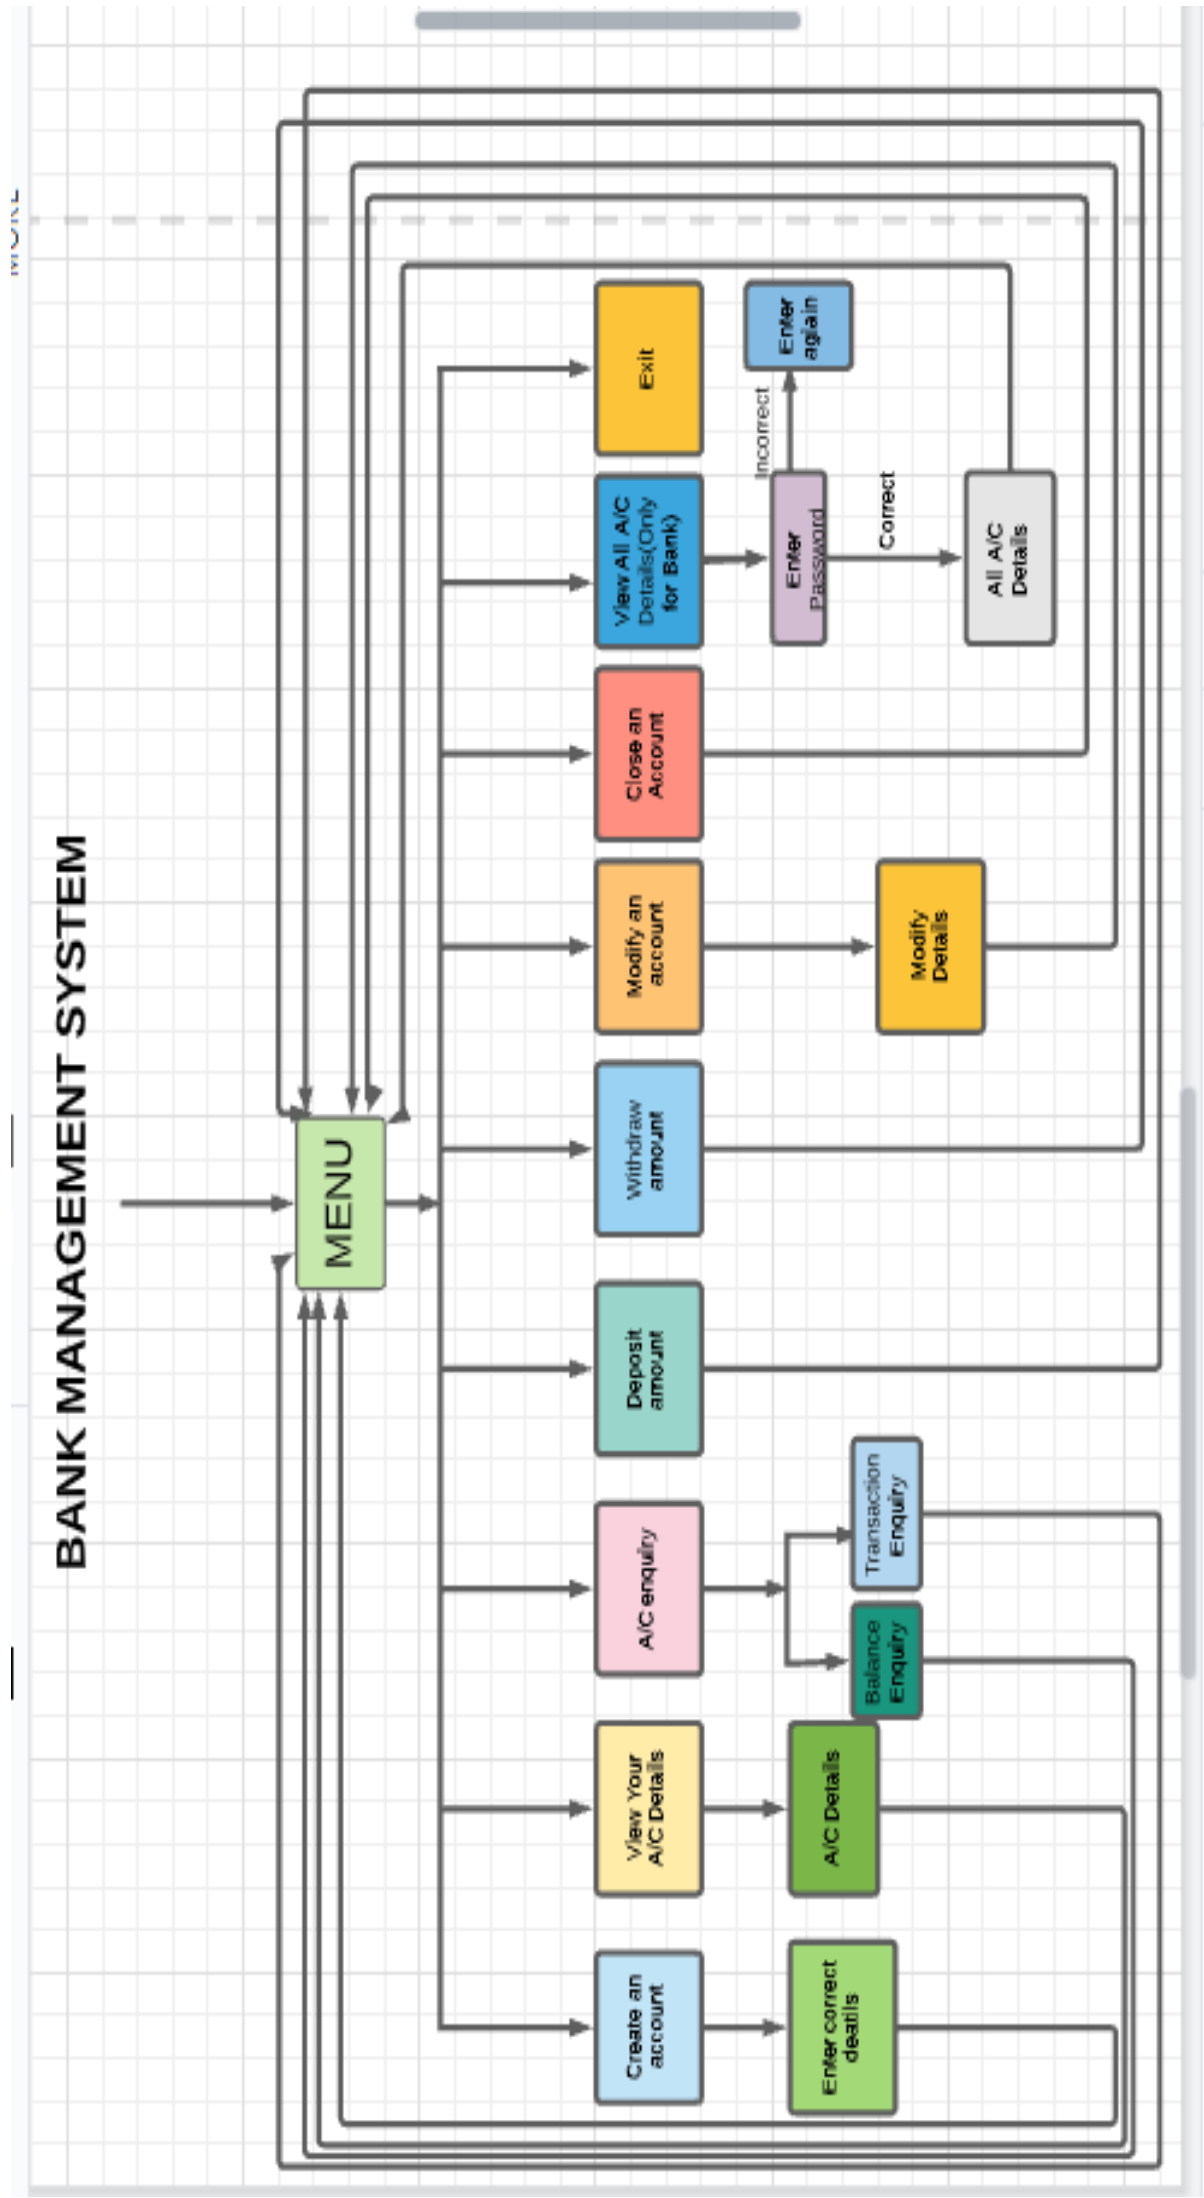 BANK MANAGEMENT SYSTEM
MENU
Create an
account
View Your
A/C Details
A/C enquiry
Deposit
amount
Withdraw
amount
Modify an
account
Close an
Account
View All A/C
Details(Only
for Bank)
Exit
Enter correct
deatils
A/C Details
Balance
Enquiry
Transaction
Enquiry
Modify
Details
Enter
Password
Incorrect
Enter
agiain
Correct
All A/C
Details